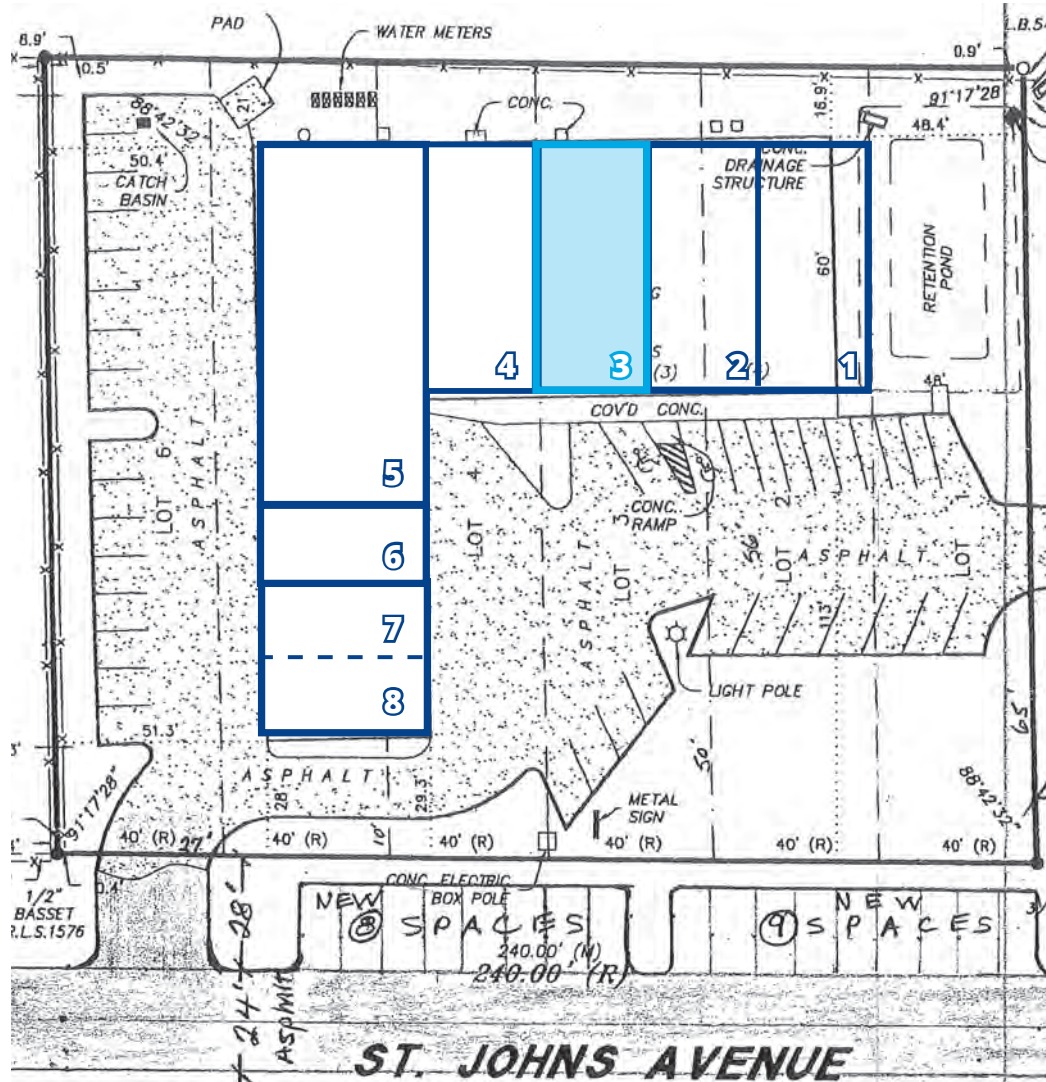 PAD
WATER METERS
L.B.54
8.9'
0.9'
0.5'
21'
CONC.
88°42'32"
91°17'28
16.9'
48.4'
50.4'
CATCH
BASIN
CONC.
DRAINAGE
STRUCTURE
60'
RETENTION
POND
G
S
(3)
4
3
2
1
48'
COV'D CONC.
LOT 6
ASPHALT
5
LOT 4
CONC.
RAMP
LOT 3
ASPHALT
56
LOT 2
ASPHALT
LOT 1
6
7
8
113'
LIGHT POLE
65'
50'
51.3'
ASPHALT
28'
29.3'
METAL
SIGN
88°42'32"
91°17'28"
40' (R)
27'
10'
40' (R)
40' (R)
40' (R)
40' (R)
40' (R)
0.4'
1/2"
BASSET
R.L.S.1576
CONC. ELECTRIC
BOX POLE
NEW
8 SPACES
NEW
9 SPACES
3
240.00' (M)
240.00' (R)
28'
24'
ASPHALT
ST. JOHNS AVENUE